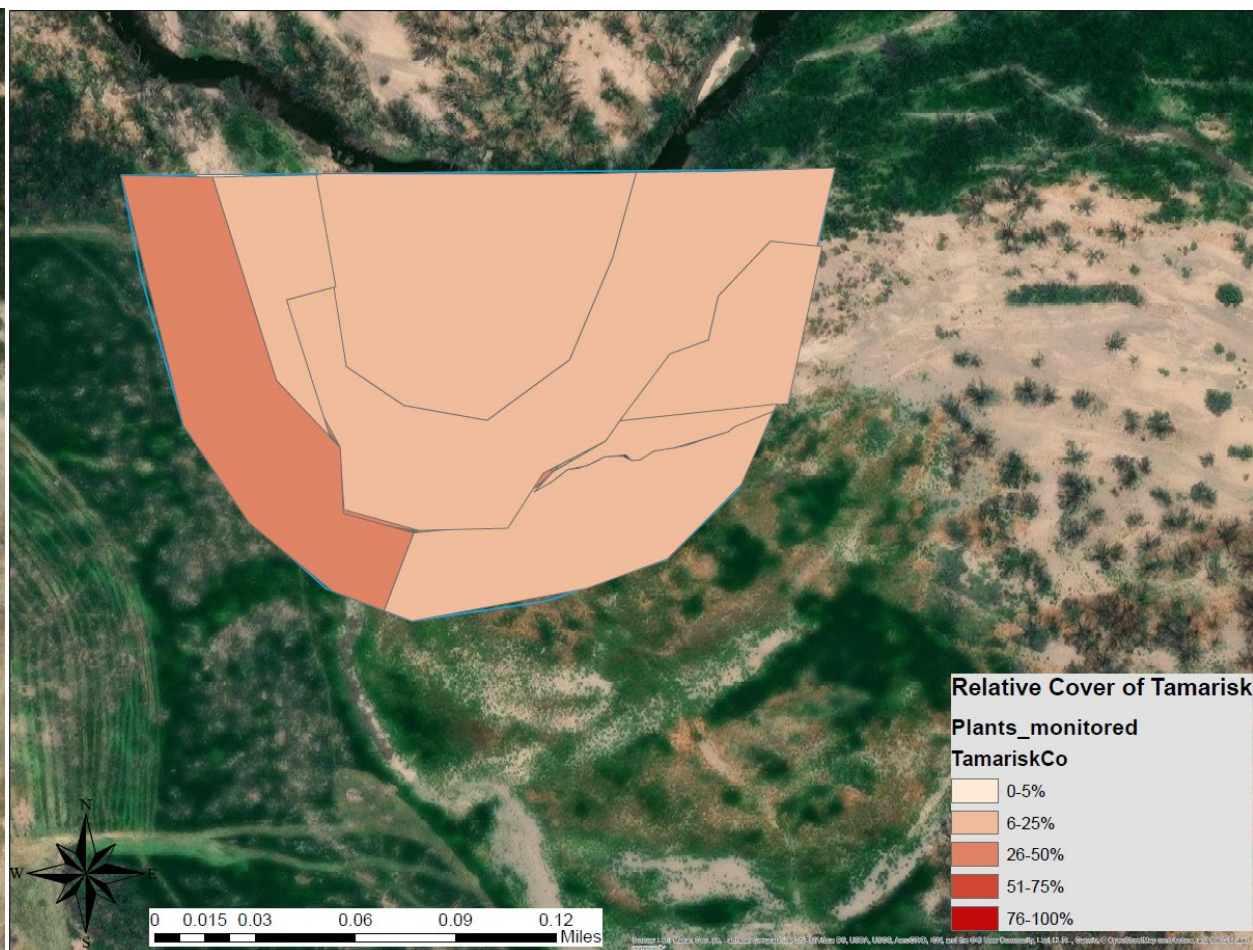 Relative Cover of Tamarisk
Plants_monitored
TamariskCo
0-5%
6-25%
26-50%
51-75%
76-100%
N
W E
S
0 0.015 0.03 0.06 0.09 0.12
Miles